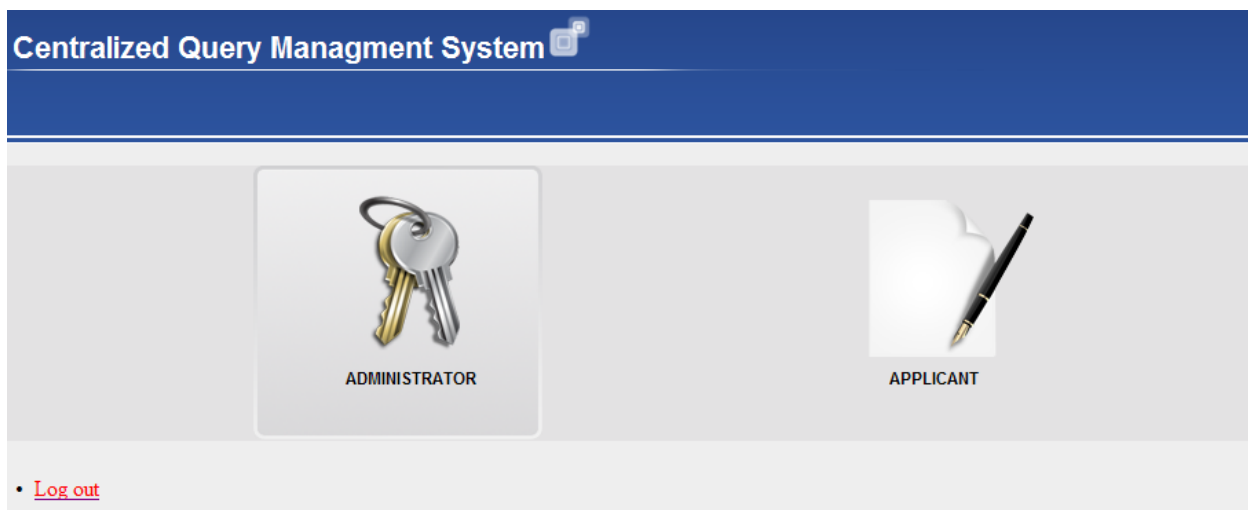 Centralized Query Managment System
ADMINISTRATOR
APPLICANT
• Log out